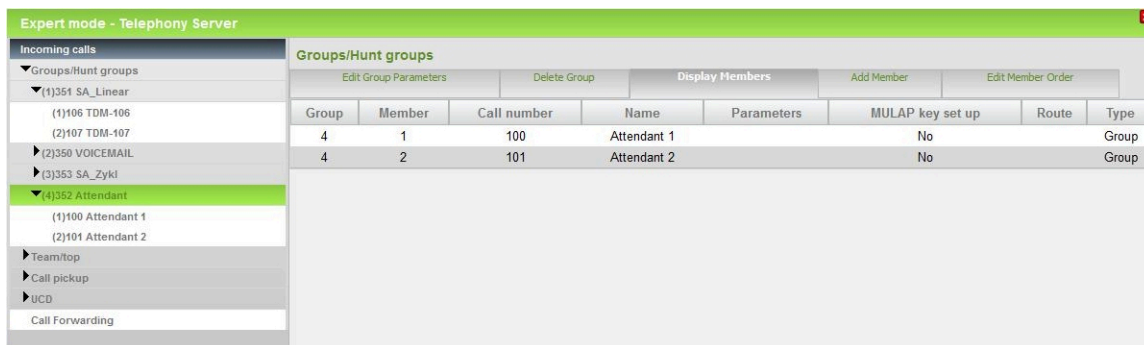 Expert mode - Telephony Server
Incoming calls
Groups/Hunt groups
(1)351 SA_Linear
(1)106 TDM-106
(2)107 TDM-107
(2)350 VOICEMAIL
(3)353 SA_Zykl
(4)352 Attendant
(1)100 Attendant 1
(2)101 Attendant 2
Team/top
Call pickup
UCD
Call Forwarding
Groups/Hunt groups
Edit Group Parameters Delete Group Display Members Add Member Edit Member Order
Group Member Call number Name Parameters MULAP key set up Route Type
4 1 100 Attendant 1 No Group
4 2 101 Attendant 2 No Group